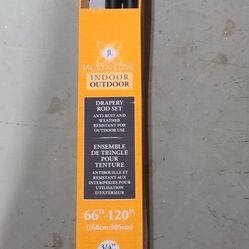 JL
JACLYN LOVE
INDOOR
OUTDOOR
DRAPERY
ROD SET
ANTI-RUST AND
WEATHER
RESISTANT FOR
OUTDOOR USE
ENSEMBLE
DE TRINGLE
POUR
TENTURE
ANTIROUILLE ET
RÉSISTANT AUX
INTEMPÉRIES POUR
UTILISATION
D'EXTÉRIEUR
66"-120"
(168cm-305cm)
3/4"